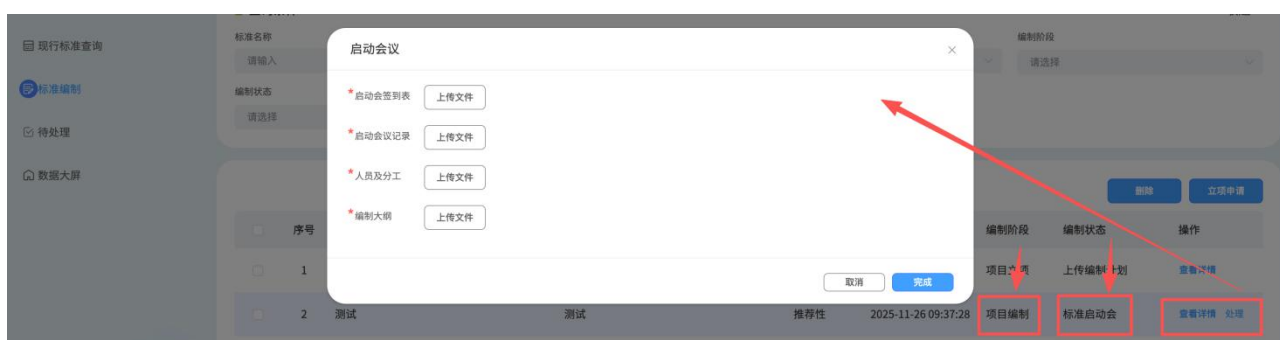 现行标准查询
标准编制
待处理
数据大屏
标准名称
请输入
编制状态
请选择
编制阶段
请选择
启动会议
×
*启动会签到表 上传文件
*启动会议记录 上传文件
*人员及分工 上传文件
*编制大纲 上传文件
取消 完成
删除 立项申请
序号 编制阶段 编制状态 操作
1 项目立项 上传编制计划 查看详情
2 测试 测试 推荐性 2025-11-26 09:37:28 项目编制 标准启动会 查看详情 处理